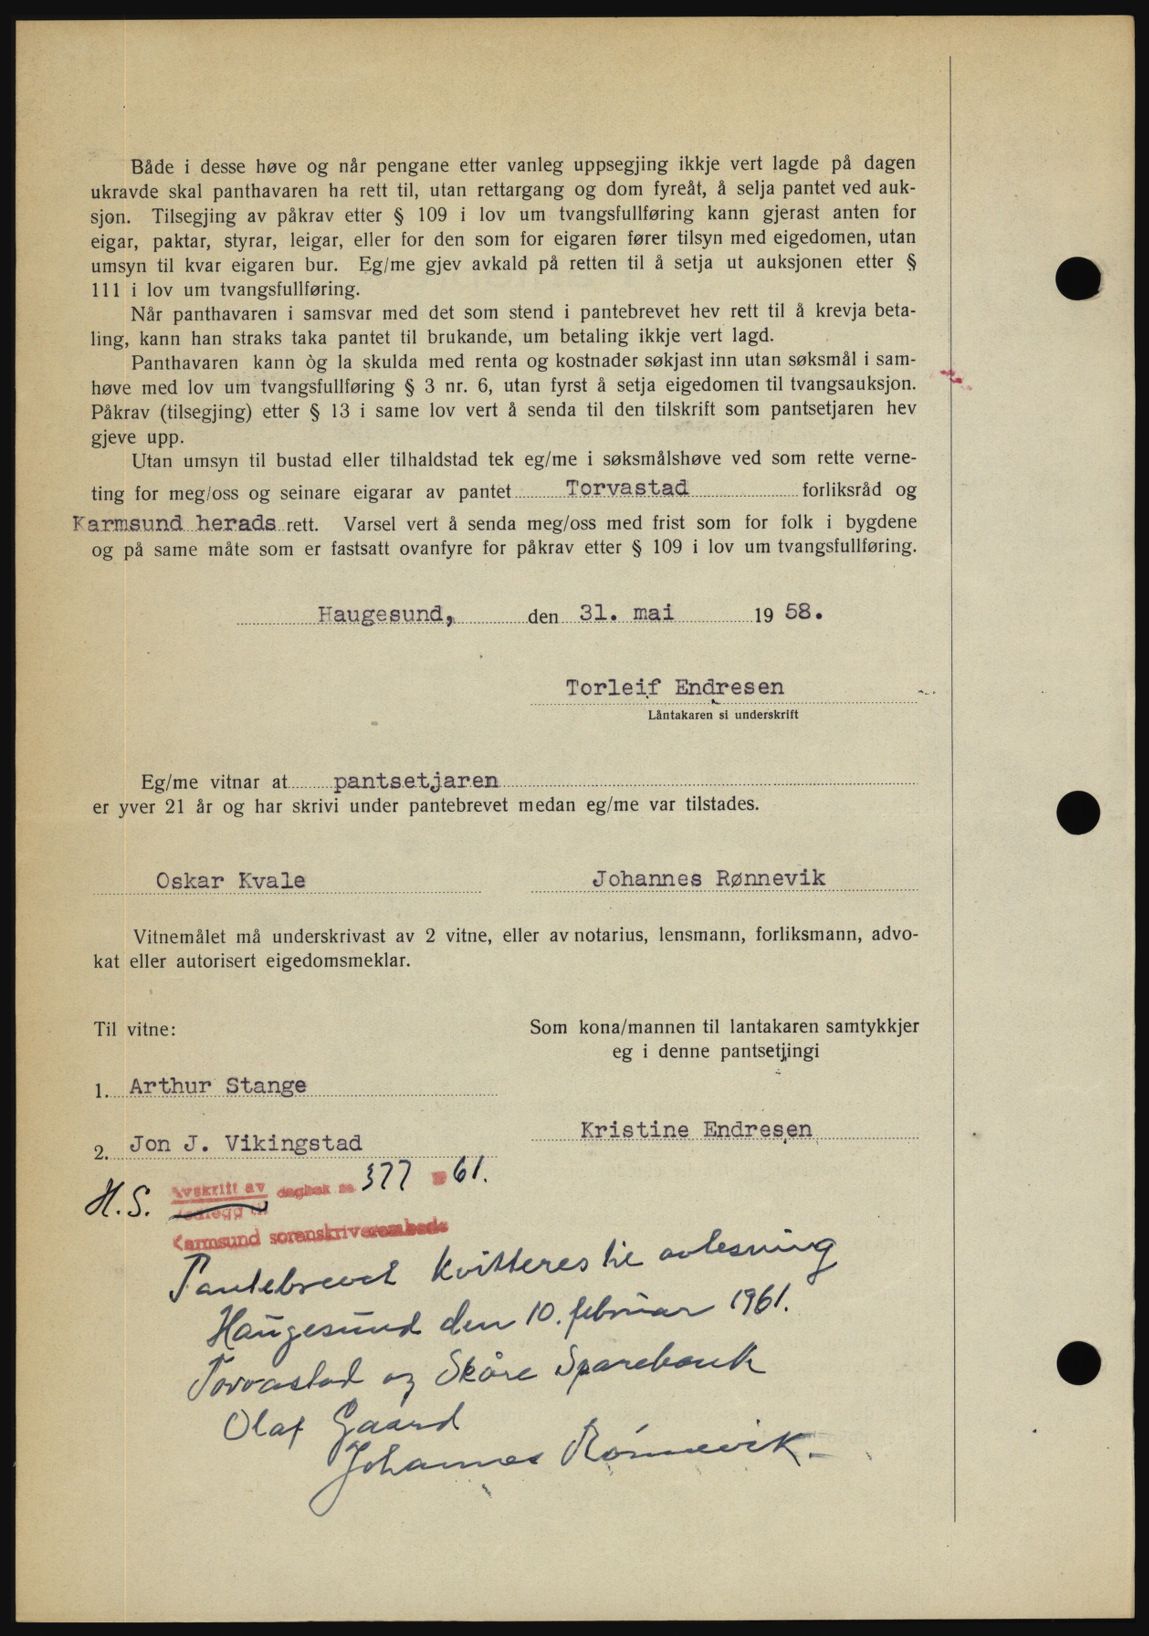 Både i desse høve og når pengane etter vanleg uppsegjing ikkje vert lagde på dagen
ukravde skal panthavaren ha rett til, utan rettargang og dom fyreåt, å selja pantet ved auk-
sjon. Tilsegjing av påkrav etter § 109 i lov um tvangsfullføring kann gjerast anten for
eigar, paktar, styrar, leigar, eller for den som for eigaren fører tilsyn med eigedomen, utan
umsyn til kvar eigaren bur. Eg/me gjev avkald på retten til å setja ut auksjonen etter §
111 i lov um tvangsfullføring.
Når panthavaren i samsvar med det som stend i pantebrevet hev rett til å krevja beta-
ling, kann han straks taka pantet til brukande, um betaling ikkje vert lagd.
Panthavaren kann òg la skulda med renta og kostnader søkjast inn utan søksmål i sam-
høve med lov um tvangsfullføring § 3 nr. 6, utan fyrst å setja eigedomen til tvangsauksjon.
Påkrav (tilsegjing) etter § 13 i same lov vert å senda til den tilskrift som pantsetjaren hev
gjeve upp.
Utan umsyn til bustad eller tilhaldstad tek eg/me i søksmålshøve ved som rette verne-
ting for meg/oss og seinare eigarar av pantet Torvastad forliksråd og
Karmsund herads rett. Varsel vert å senda meg/oss med frist som for folk i bygdene
og på same måte som er fastsatt ovanfyre for påkrav etter § 109 i lov um tvangsfullføring.
Haugesund, den 31. mai 1958.
Torleif Endresen
Låntakaren si underskrift
Eg/me vitnar at pantsetjaren
er yver 21 år og har skrivi under pantebrevet medan eg/me var tilstades.
Oskar Kvale Johannes Rønnevik
Vitnemålet må underskrivast av 2 vitne, eller av notarius, lensmann, forliksmann, advo-
kat eller autorisert eigedomsmeklar.
Til vitne: Som kona/mannen til lantakaren samtykkjer
eg i denne pantsetjingi
1. Arthur Stange
Kristine Endresen
2. Jon J. Vikingstad
H.S. Avskrift av dagbok nr. 377 1961.
Vedlegg til
Karmsund sorenskriverembede
Pantebrevet kvitteres til avlesning
Haugesund den 10. februar 1961.
Torvastad og Skåre Sparebank
Olaf Gaard
Johannes Rønnevik.